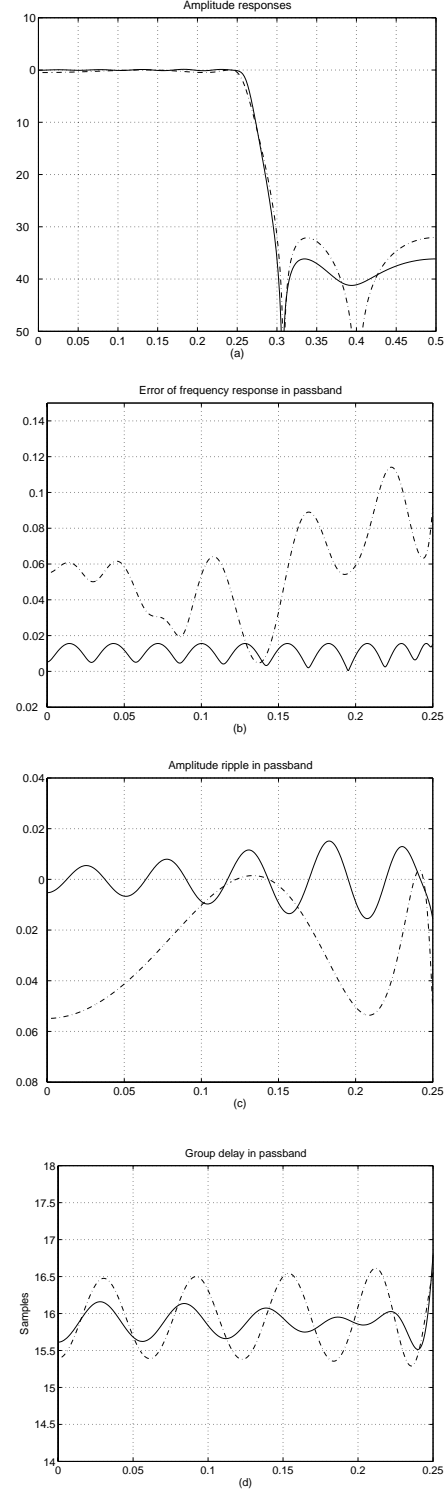 Amplitude responses
10
0
10
20
30
40
50
0 0.05 0.1 0.15 0.2 0.25 0.3 0.35 0.4 0.45 0.5
(a)
Error of frequency response in passband
0.14
0.12
0.1
0.08
0.06
0.04
0.02
0
0.02
0 0.05 0.1 0.15 0.2 0.25
(b)
Amplitude ripple in passband
0.04
0.02
0
0.02
0.04
0.06
0.08
0 0.05 0.1 0.15 0.2 0.25
(c)
Group delay in passband
18
17.5
17
16.5
16
15.5
15
14.5
14
Samples
0 0.05 0.1 0.15 0.2 0.25
(d)